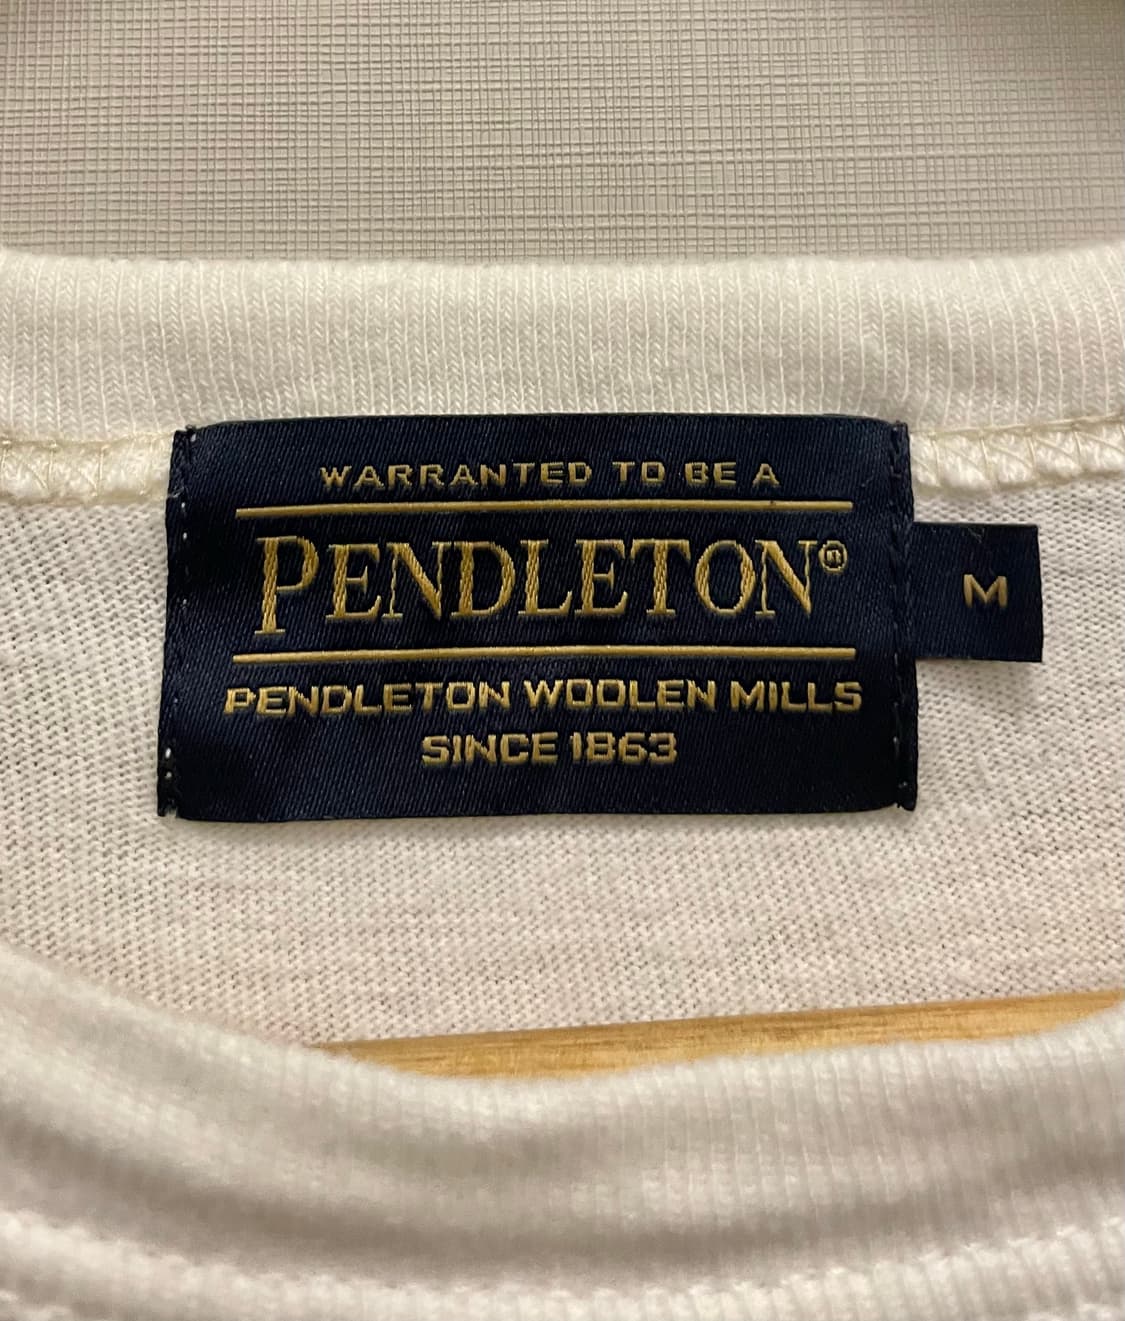 WARRANTED TO BE A
PENDLETON®
M
PENDLETON WOOLEN MILLS
SINCE 1863